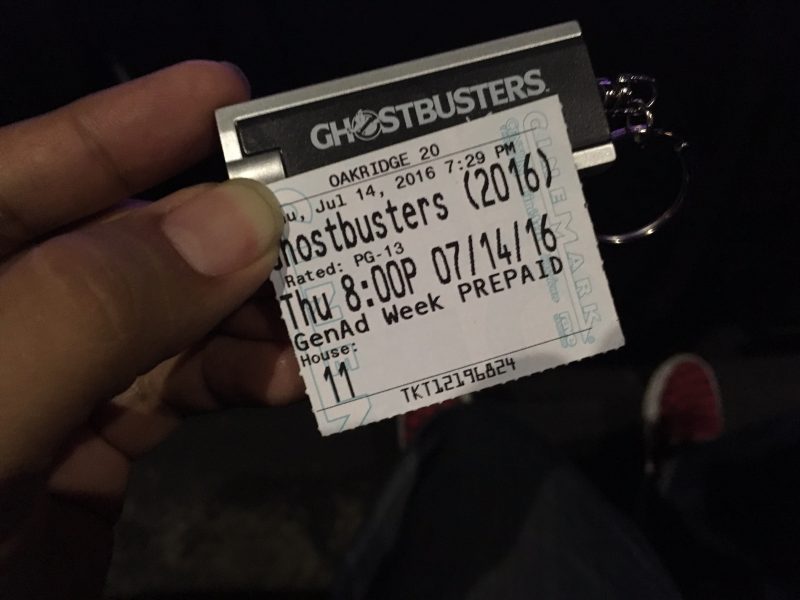 GHOSTBUSTERS
OAKRIDGE 20
Jul 14, 2016 7:29 PM
hostbusters (2016)
Rated: PG-13
Thu 8:00P 07/14/16
GenAd Week PREPAID
House:
11
TKT12196824
CINEMARK